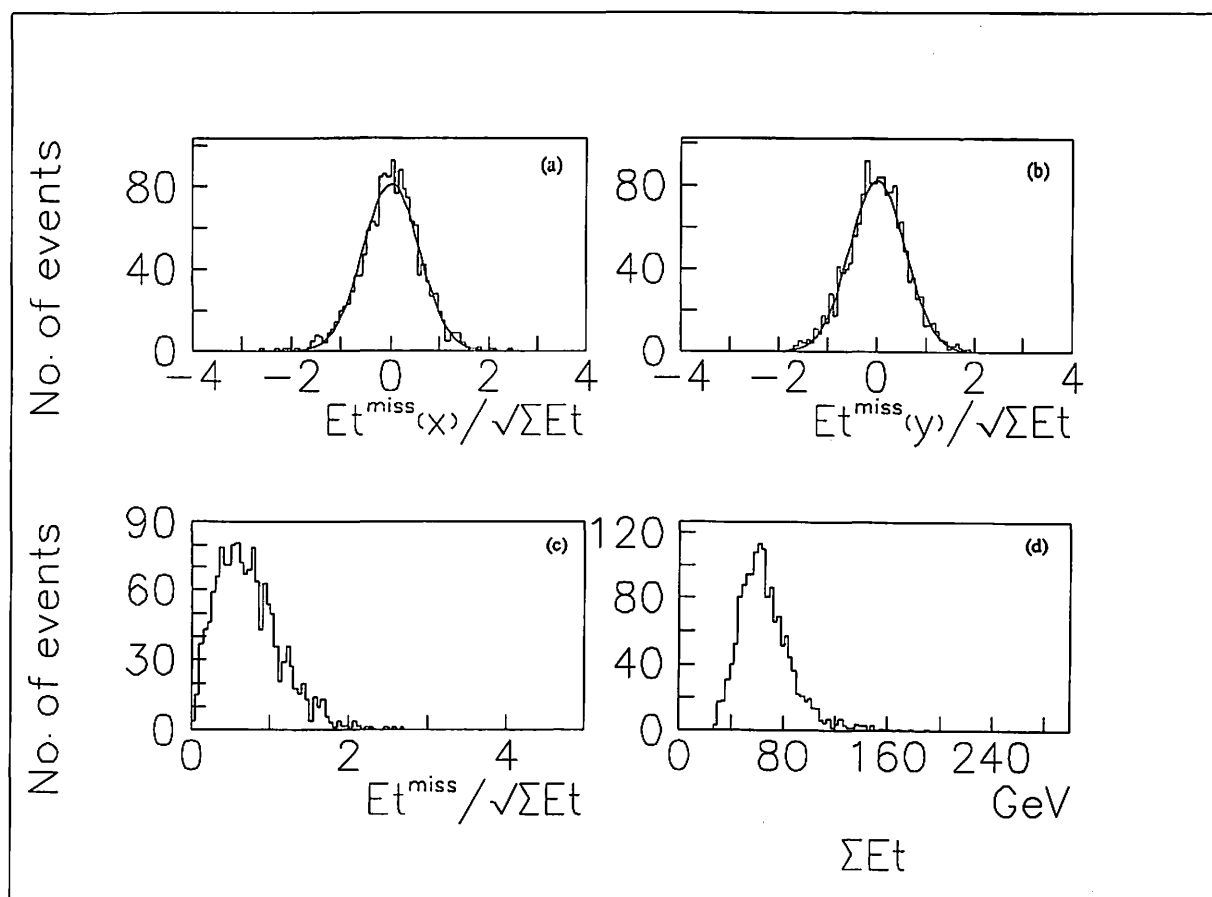 No. of events
80
40
0
(a)
−4 −2 0 2 4
Et^miss(x)/√ΣEt
80
40
0
(b)
−4 −2 0 2 4
Et^miss(y)/√ΣEt
No. of events
90
60
30
0
(c)
0 2 4
Et^miss/√ΣEt
120
80
40
0
(d)
0 80 160 240
GeV
ΣEt